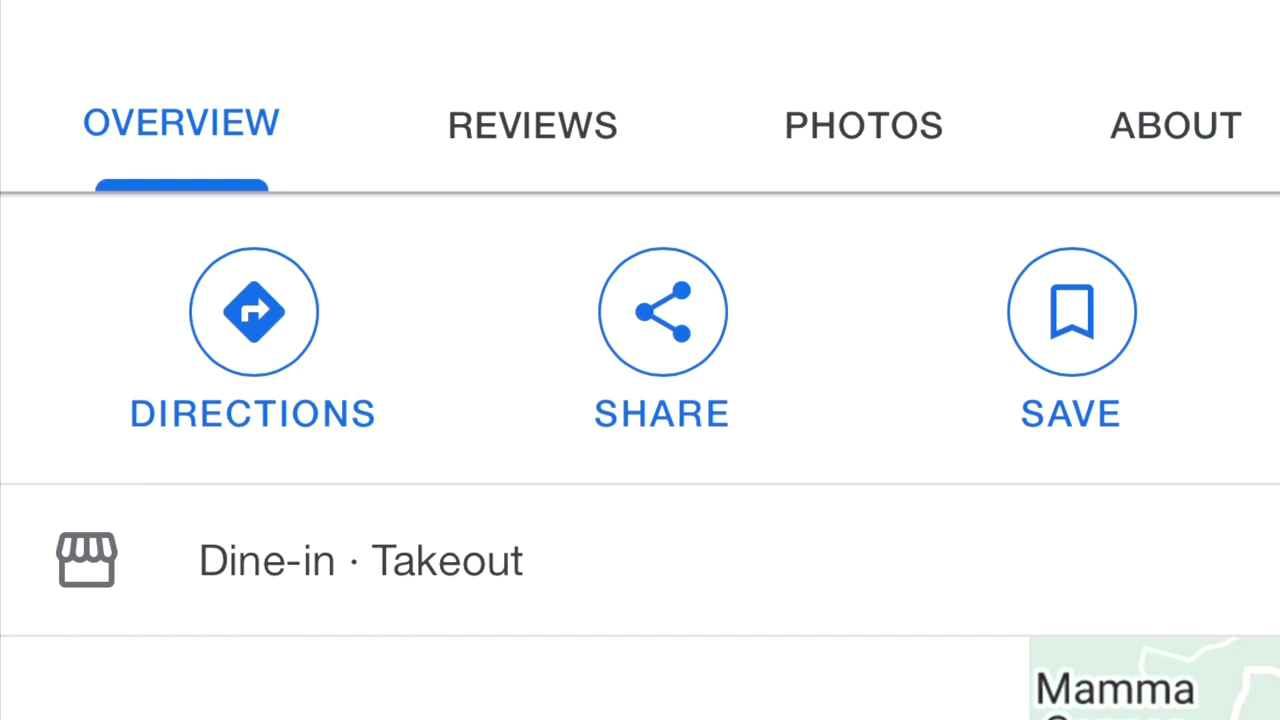 OVERVIEW REVIEWS PHOTOS ABOUT
DIRECTIONS SHARE SAVE
Dine-in · Takeout
Mamma